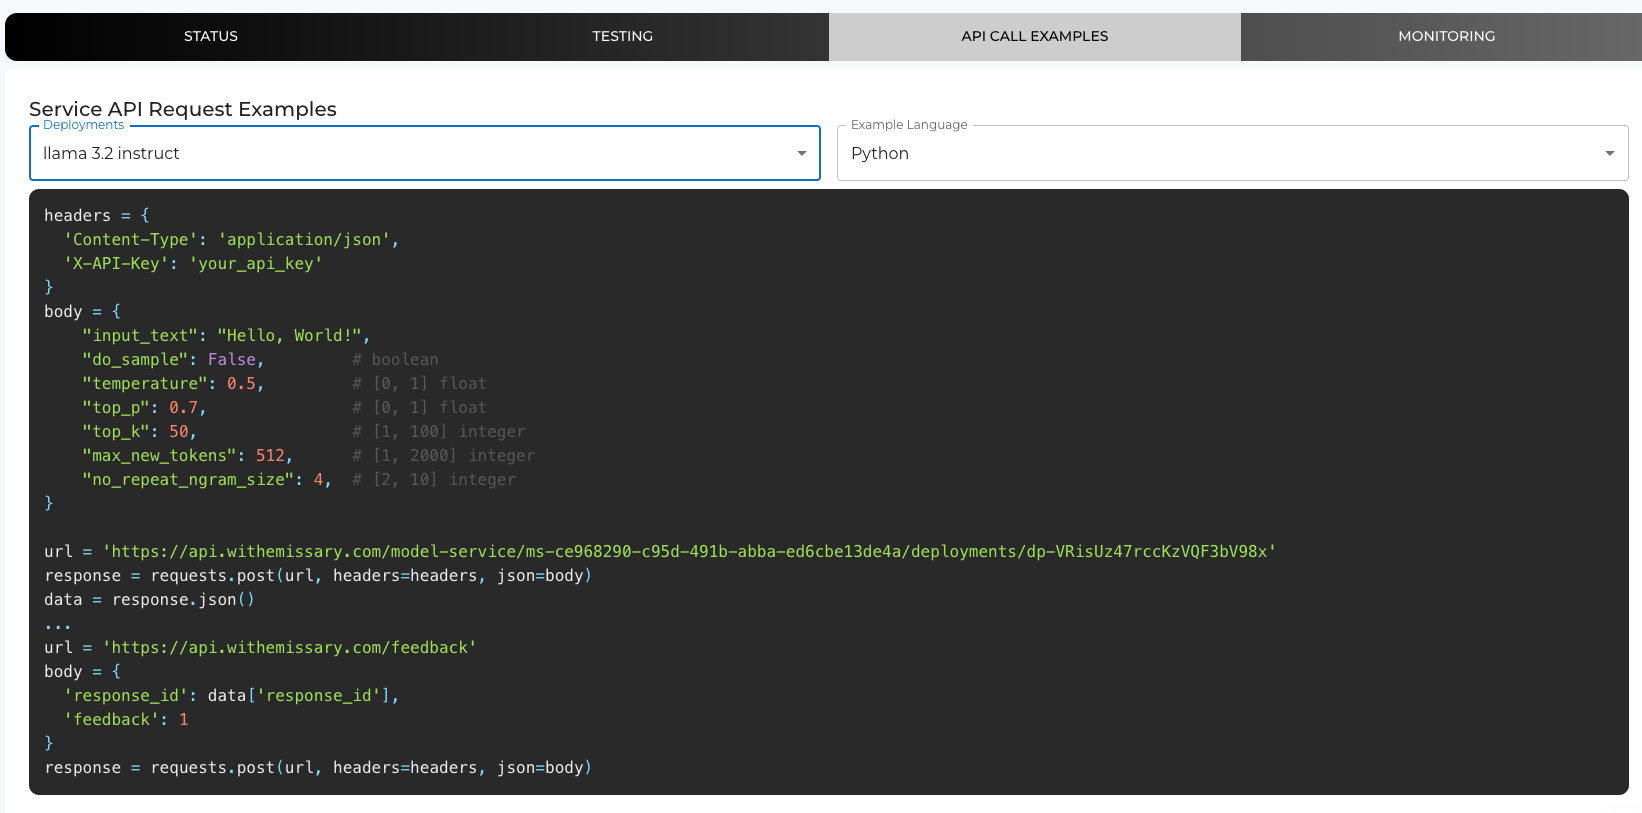 STATUS TESTING API CALL EXAMPLES MONITORING
Service API Request Examples
Deployments Example Language
llama 3.2 instruct Python
headers = {
  'Content-Type': 'application/json',
  'X-API-Key': 'your_api_key'
}
body = {
    "input_text": "Hello, World!",
    "do_sample": False,         # boolean
    "temperature": 0.5,         # [0, 1] float
    "top_p": 0.7,               # [0, 1] float
    "top_k": 50,                # [1, 100] integer
    "max_new_tokens": 512,      # [1, 2000] integer
    "no_repeat_ngram_size": 4,  # [2, 10] integer
}
url = 'https://api.withemissary.com/model-service/ms-ce968290-c95d-491b-abba-ed6cbe13de4a/deployments/dp-VRisUz47rccKzVQF3bV98x'
response = requests.post(url, headers=headers, json=body)
data = response.json()
...
url = 'https://api.withemissary.com/feedback'
body = {
  'response_id': data['response_id'],
  'feedback': 1
}
response = requests.post(url, headers=headers, json=body)